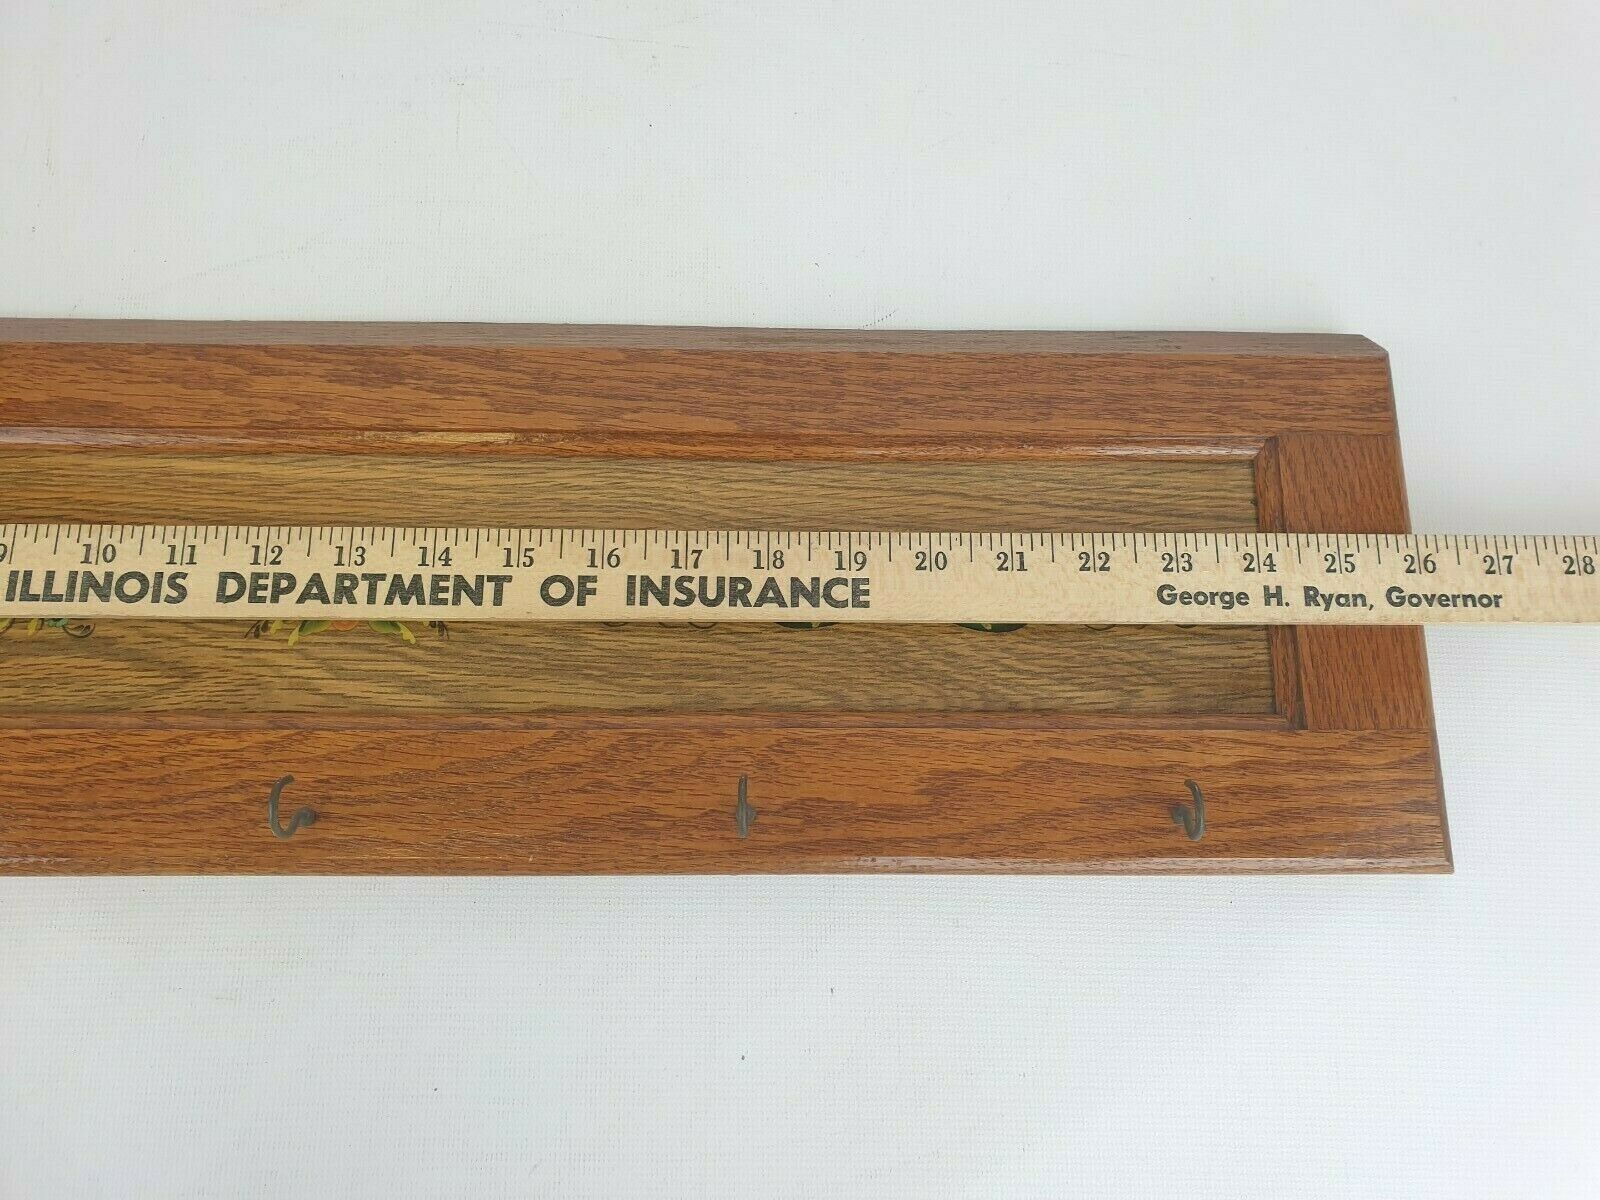 9 10 11 12 13 14 15 16 17 18 19 20 21 22 23 24 25 26 27 28
ILLINOIS DEPARTMENT OF INSURANCE George H. Ryan, Governor